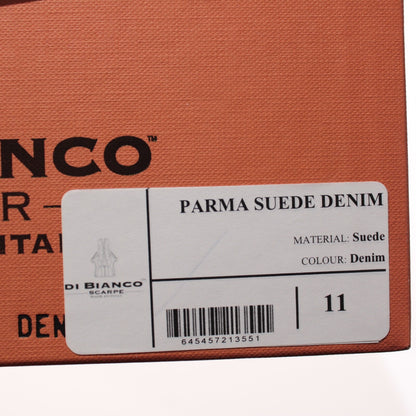 NCO™
R —
ITA
PARMA SUEDE DENIM
MATERIAL: Suede
COLOUR: Denim
DI BIANCO
SCARPE
11
645457213551
DEN